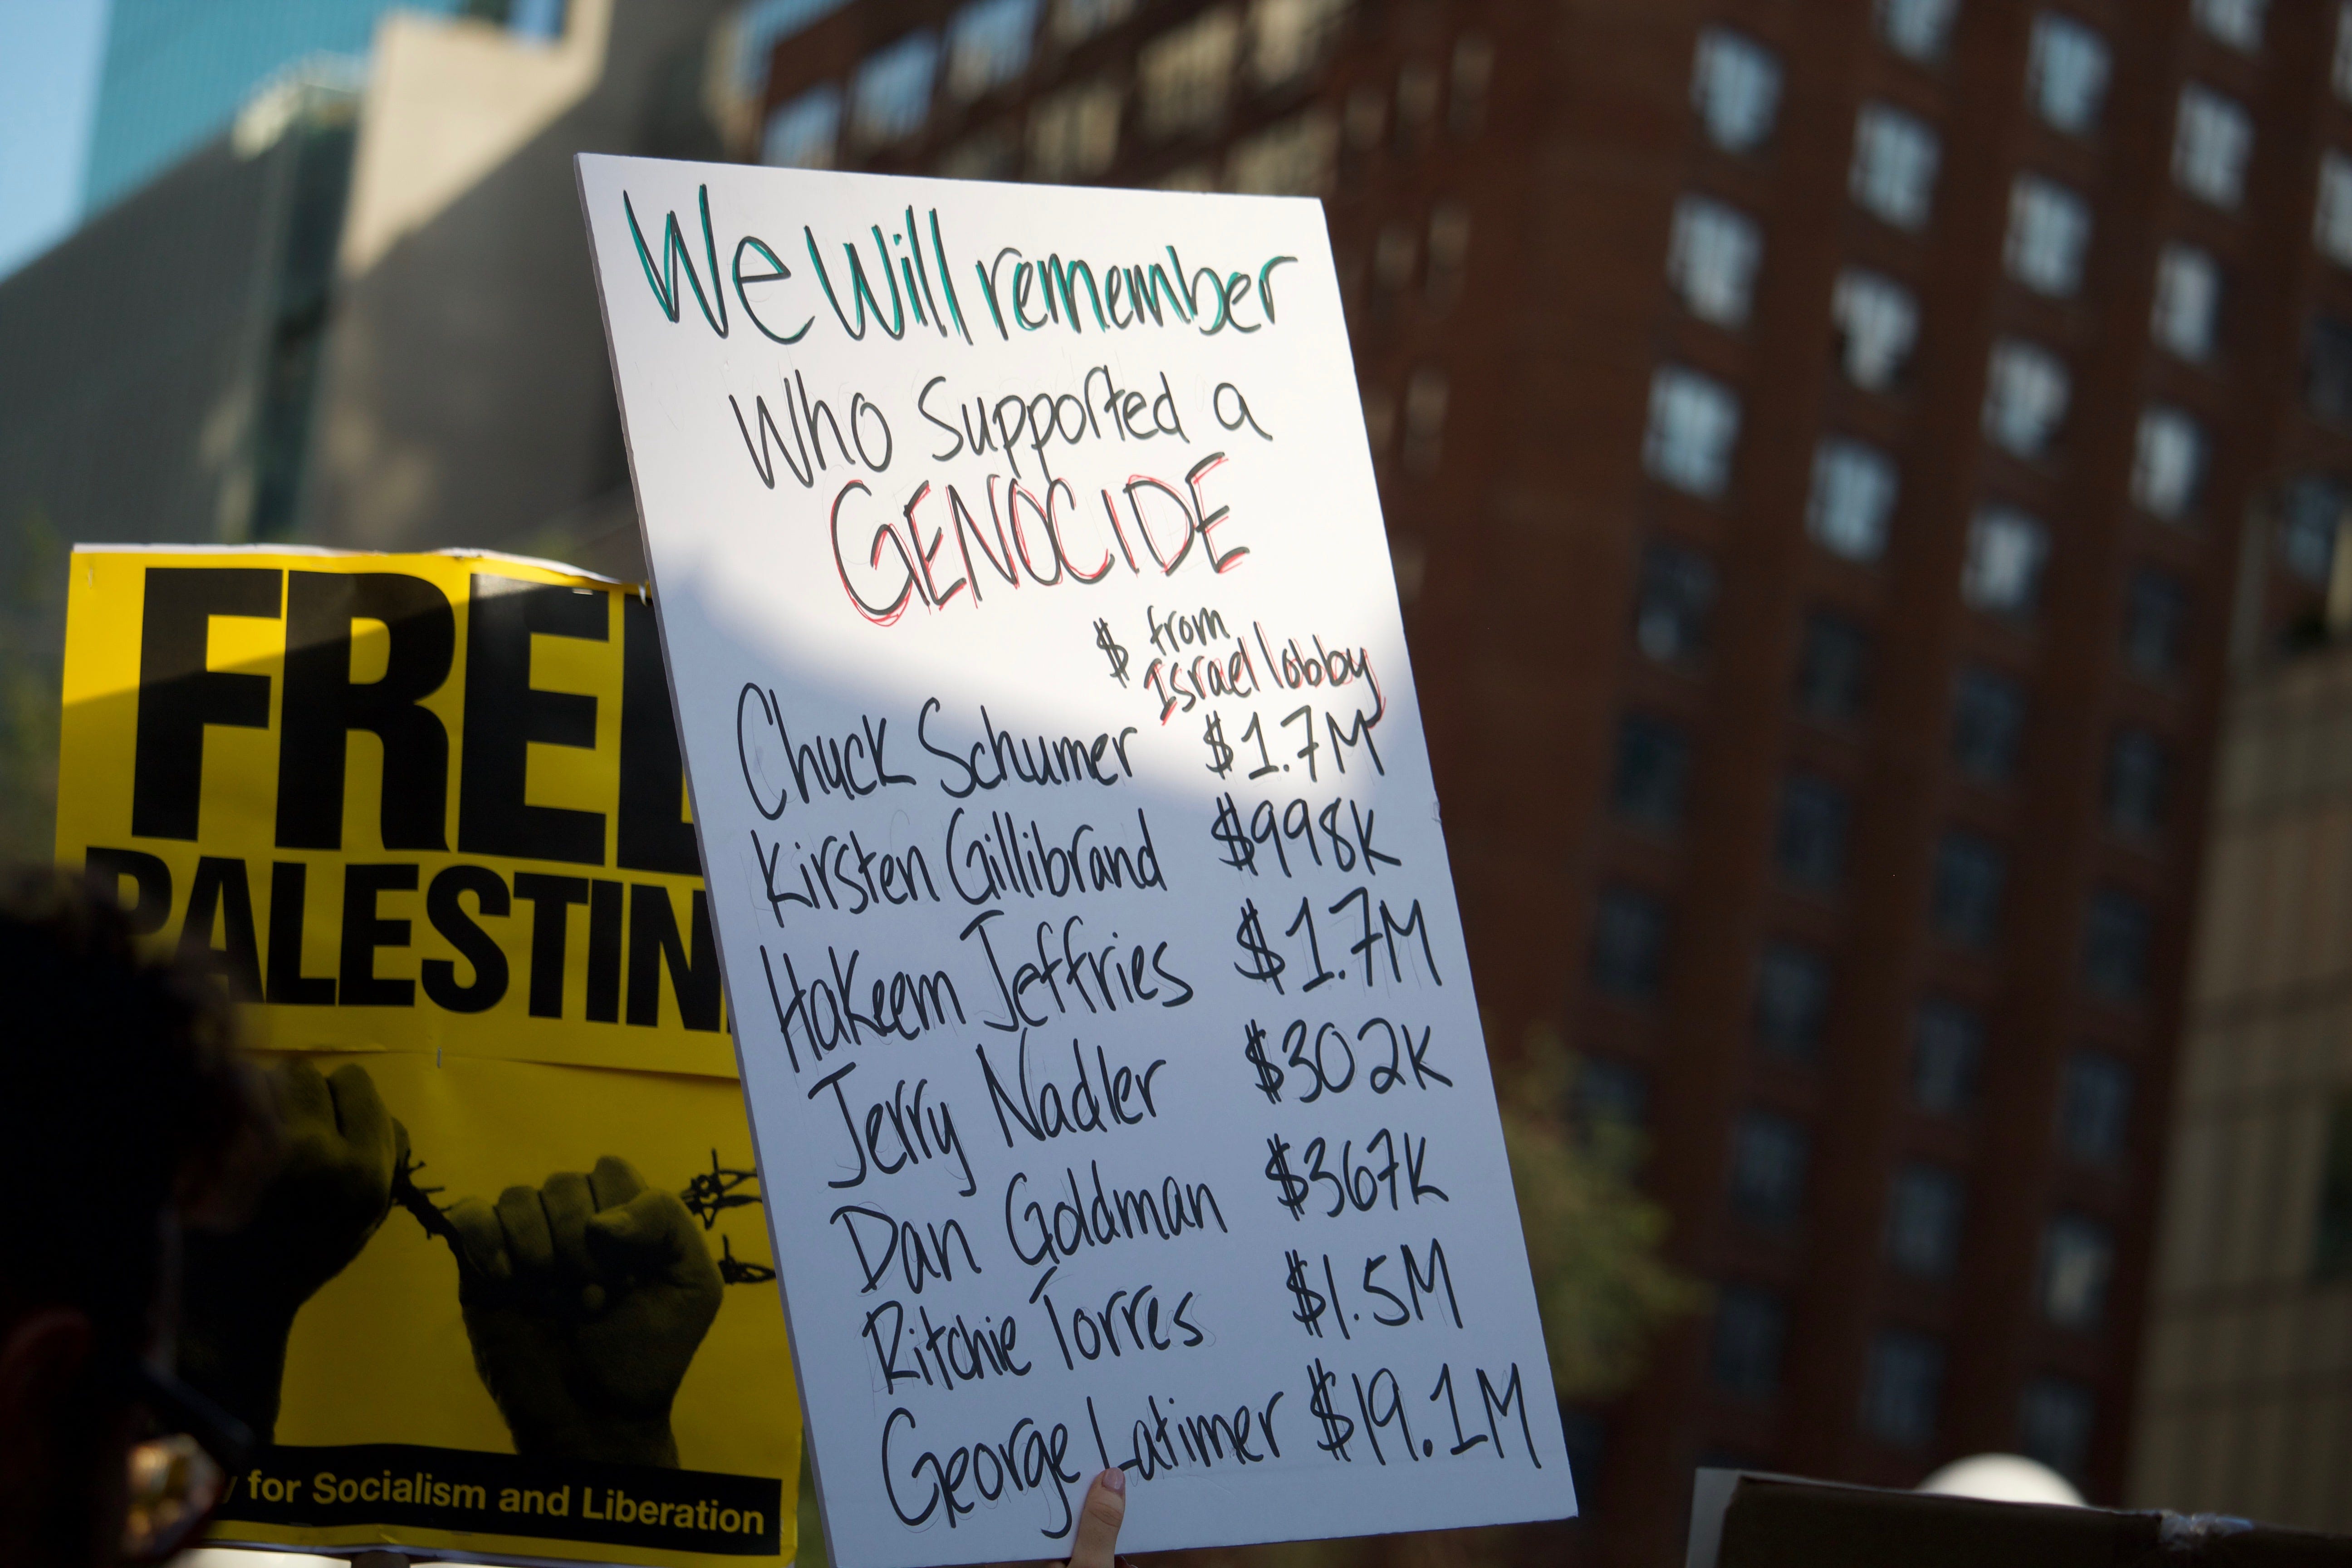 We Will remember
Who supported a
GENOCIDE
$ from
Israel lobby
Chuck Schumer $1.7M
Kirsten Gillibrand $998K
Hakeem Jeffries $1.7M
Jerry Nadler $302K
Dan Goldman $367K
Ritchie Torres $1.5M
George Latimer $19.1M
FREE
PALESTIN
for Socialism and Liberation